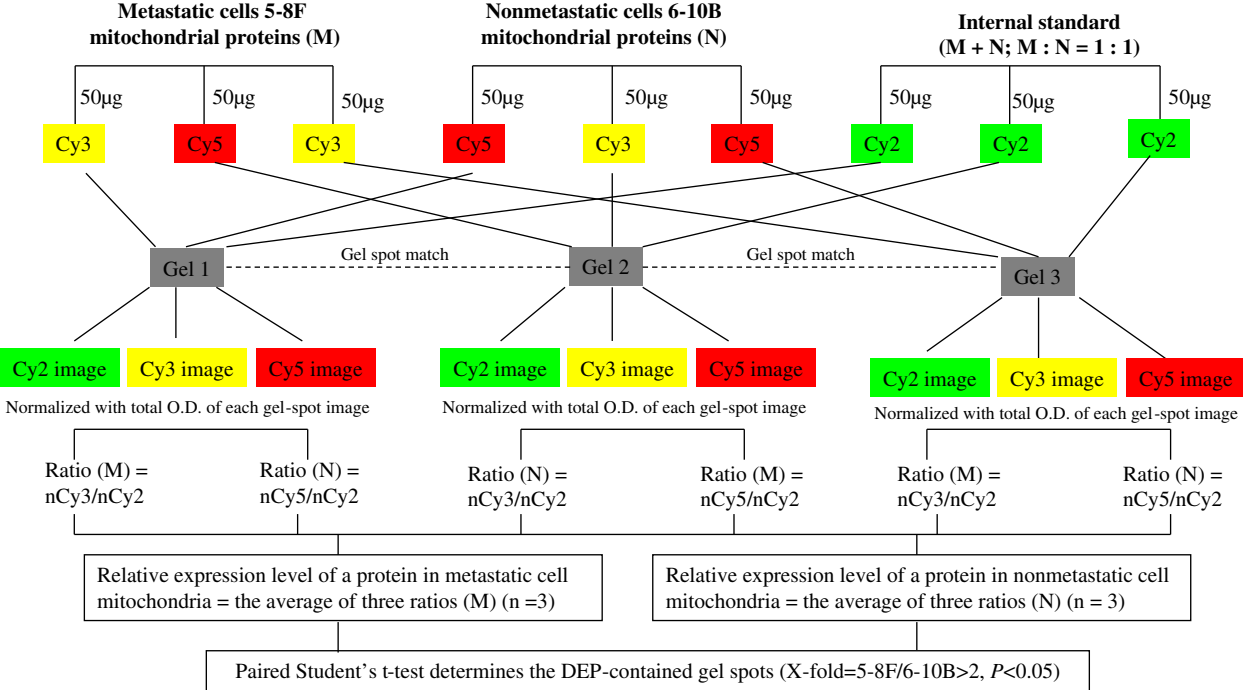 Metastatic cells 5-8F
mitochondrial proteins (M)
Nonmetastatic cells 6-10B
mitochondrial proteins (N)
Internal standard
(M + N; M : N = 1 : 1)
50μg
50μg
50μg
50μg
50μg
50μg
50μg
50μg
50μg
Cy3
Cy5
Cy3
Cy5
Cy3
Cy5
Cy2
Cy2
Cy2
Gel 1
Gel spot match
Gel 2
Gel spot match
Gel 3
Cy2 image
Cy3 image
Cy5 image
Cy2 image
Cy3 image
Cy5 image
Cy2 image
Cy3 image
Cy5 image
Normalized with total O.D. of each gel-spot image
Normalized with total O.D. of each gel-spot image
Normalized with total O.D. of each gel-spot image
Ratio (M) =
nCy3/nCy2
Ratio (N) =
nCy5/nCy2
Ratio (N) =
nCy3/nCy2
Ratio (M) =
nCy5/nCy2
Ratio (M) =
nCy3/nCy2
Ratio (N) =
nCy5/nCy2
Relative expression level of a protein in metastatic cell
mitochondria = the average of three ratios (M) (n =3)
Relative expression level of a protein in nonmetastatic cell
mitochondria = the average of three ratios (N) (n = 3)
Paired Student's t-test determines the DEP-contained gel spots (X-fold=5-8F/6-10B>2, P<0.05)